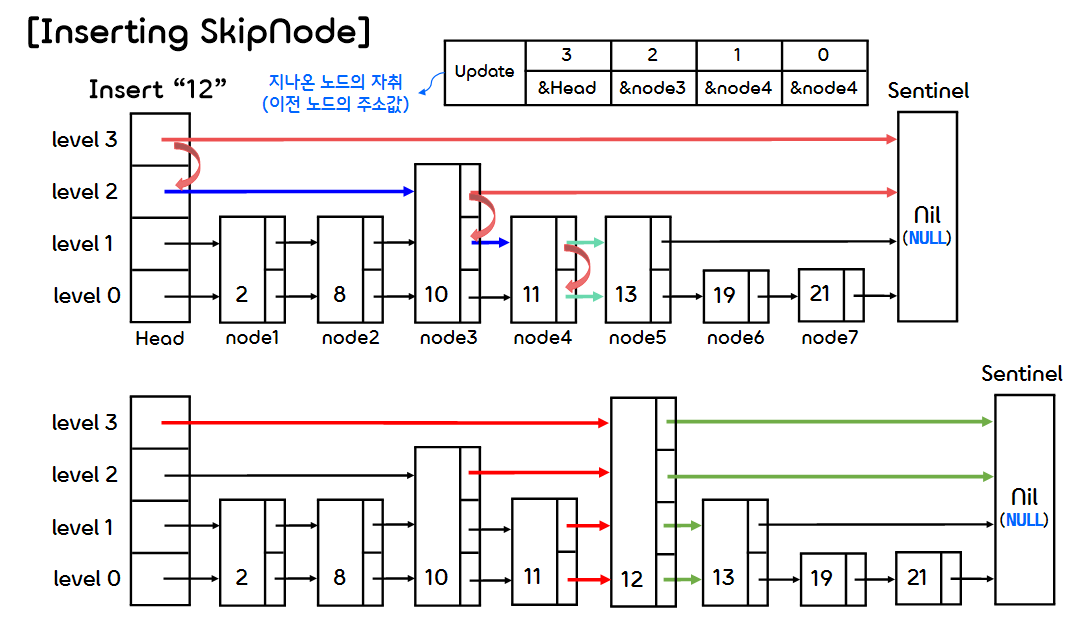 [Inserting SkipNode]
Insert “12”
지나온 노드의 자취
(이전 노드의 주소값)
Update 3 2 1 0
&Head &node3 &node4 &node4
Sentinel
level 3
level 2
level 1
level 0
2 8 10 11 13 19 21
Nil
(NULL)
Head node1 node2 node3 node4 node5 node6 node7
Sentinel
level 3
level 2
level 1
level 0
2 8 10 11 12 13 19 21
Nil
(NULL)